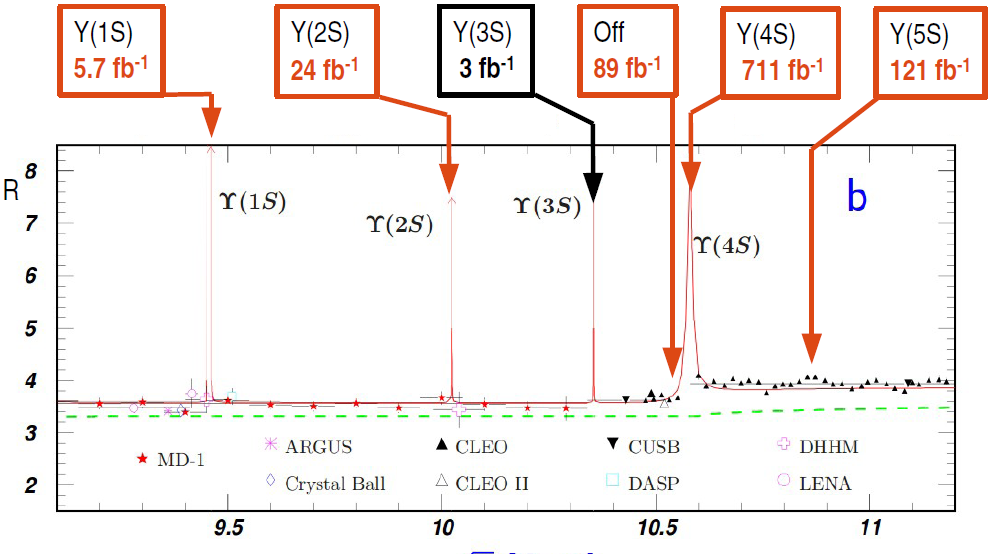 Y(1S)
5.7 fb-1
Y(2S)
24 fb-1
Y(3S)
3 fb-1
Off
89 fb-1
Y(4S)
711 fb-1
Y(5S)
121 fb-1
R
8
7
6
5
4
3
2
ϒ(1S)
ϒ(2S)
ϒ(3S)
ϒ(4S)
b
MD-1
ARGUS
CLEO
CUSB
DHHM
Crystal Ball
CLEO II
DASP
LENA
9.5
10
10.5
11